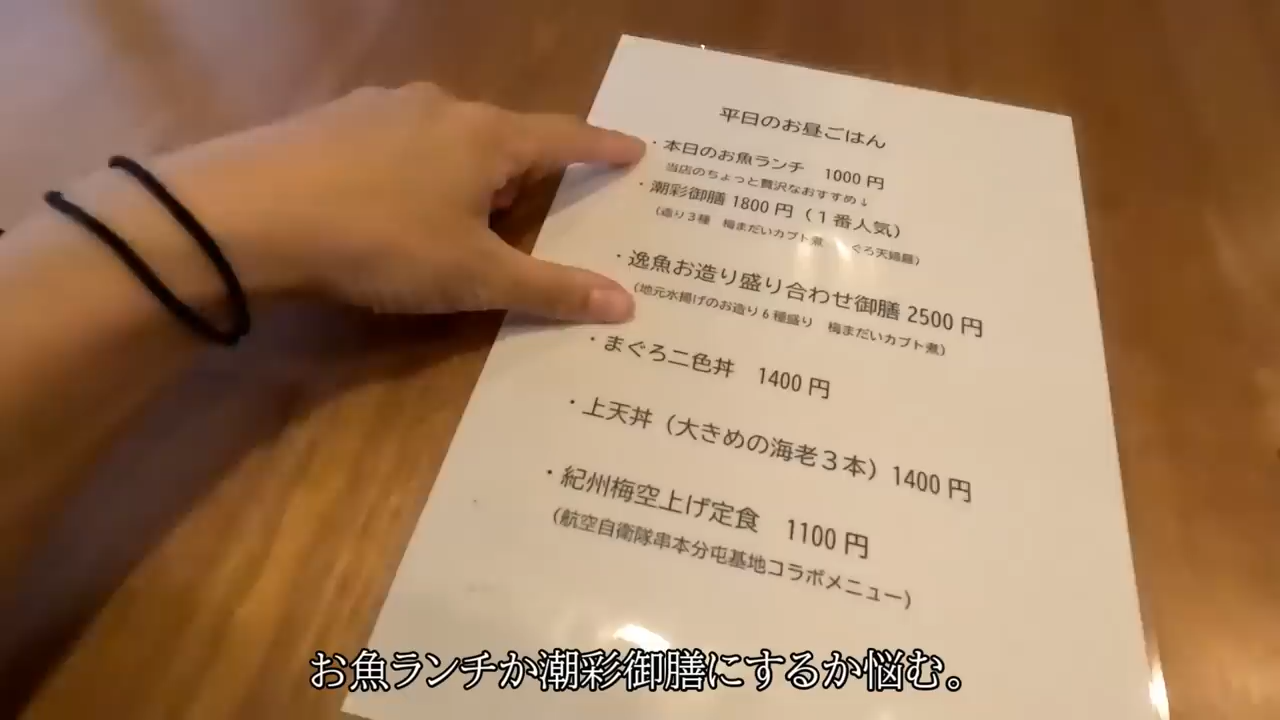 平日のお昼ごはん
・本日のお魚ランチ 1000円
当店のちょっと贅沢なおすすめ↓
・潮彩御膳 1800円（1番人気）
（造り3種 梅まだいカブト煮 ぐろ天鍋麗）
・逸魚お造り盛り合わせ御膳 2500円
（地元水揚げのお造り6種盛り 梅まだいカブト煮）
・まぐろ二色丼 1400円
・上天丼（大きめの海老3本）1400円
・紀州梅空上げ定食 1100円
（航空自衛隊串本分屯基地コラボメニュー）
お魚ランチか潮彩御膳にするか悩む。